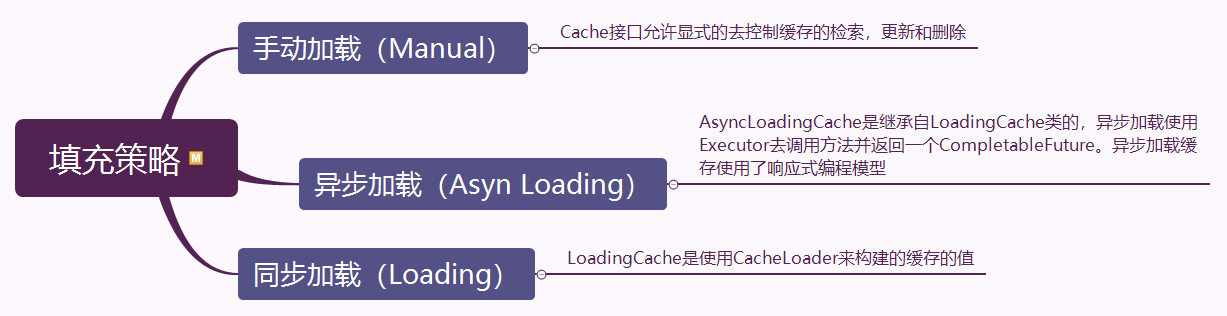 填充策略
手动加载（Manual）
Cache接口允许显式的去控制缓存的检索，更新和删除
异步加载（Asyn Loading）
AsyncLoadingCache是继承自LoadingCache类的，异步加载使用
Executor去调用方法并返回一个CompletableFuture。异步加载缓
存使用了响应式编程模型
同步加载（Loading）
LoadingCache是使用CacheLoader来构建的缓存的值